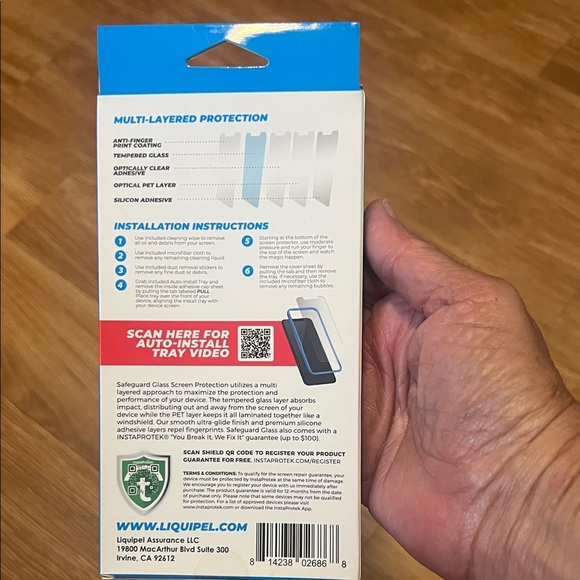 MULTI-LAYERED PROTECTION
ANTI-FINGER
PRINT COATING
TEMPERED GLASS
OPTICALLY CLEAR
ADHESIVE
OPTICAL PET LAYER
SILICON ADHESIVE
INSTALLATION INSTRUCTIONS
1 Use included cleaning wipe to remove
all oil and debris from your screen.
2 Use included microfiber cloth to
remove any remaining cleaning liquid.
3 Use included dust removal stickers to
remove any fine dust or debris.
4 Grab included Auto-Install Tray and
remove the inside adhesive cap sheet
by pulling the tab labeled PULL.
Place tray over the front of your
device, aligning the install tray with
your device screen.
5 Starting at the bottom of the
screen protector, use moderate
pressure and run your finger to
the top of the screen and watch
the magic happen.
6 Remove the cover sheet by
pulling the tab and then remove
the tray. If necessary, use the
included microfiber cloth to
remove any remaining bubbles.
SCAN HERE FOR
AUTO-INSTALL
TRAY VIDEO
Safeguard Glass Screen Protection utilizes a multi
layered approach to maximize the protection and
performance of your device. The tempered glass layer absorbs
impact, distributing out and away from the screen of your
device while the PET layer keeps it all laminated together like a
windshield. Our smooth ultra-glide finish and premium silicone
adhesive layers repel fingerprints. Safeguard Glass also comes with a
INSTAPROTEK® "You Break It, We Fix It" guarantee (up to $100).
SCAN SHIELD QR CODE TO REGISTER YOUR PRODUCT
GUARANTEE FOR FREE. INSTAPROTEK.COM/REGISTER
TERMS & CONDITIONS: To qualify for the screen repair guarantee, your
device must be protected by InstaProtek at the same time of damage.
We encourage you to register your device with us immediately after
purchase. The product guarantee is valid for 12-months from the date
of purchase only. Please note that some devices may not be qualified
for protection. For a list of approved devices please visit
www.instaprotek.com or download the InstaProtek App.
WWW.LIQUIPEL.COM
Liquipel Assurance LLC
19800 MacArthur Blvd Suite 300
Irvine, CA 92612
8 14238 02686 8